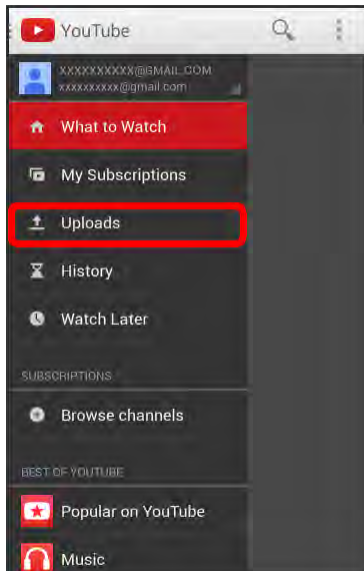 YouTube
XXXXXXXXXX@GMAIL.COM
xxxxxxxxxx@gmail.com
What to Watch
My Subscriptions
Uploads
History
Watch Later
SUBSCRIPTIONS
Browse channels
BEST OF YOUTUBE
Popular on YouTube
Music